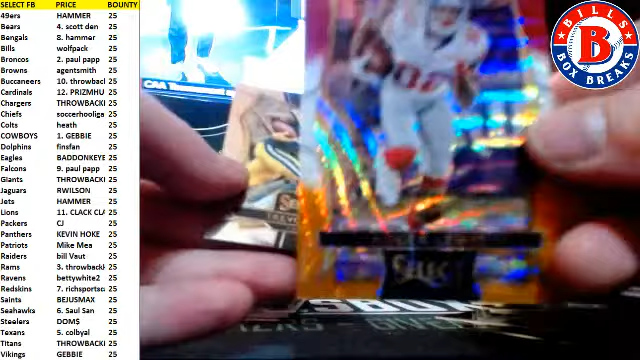 SELECT FB PRICE BOUNTY
49ers HAMMER 25
Bears 4. scott den 25
Bengals 8. hammer 25
Bills wolfpack 25
Broncos 2. paul papp 25
Browns agentsmith 25
Buccaneers 10. throwbacl 25
Cardinals 12. PRIZMHU 25
Chargers THROWBACKI 25
Chiefs soccerhooliga 25
Colts heath 25
COWBOYS 1. GEBBIE 25
Dolphins finsfan 25
Eagles BADDONKEYE 25
Falcons 9. paul papp 25
Giants THROWBACKI 25
Jaguars RWILSON 25
Jets HAMMER 25
Lions 11. CLACK CL 25
Packers CJ 25
Panthers KEVIN HOKE 25
Patriots Mike Mea 25
Raiders bill Vaut 25
Rams 3. throwback 25
Ravens bettywhite2 25
Redskins 7. richsports 25
Saints BEJUSMAX 25
Seahawks 6. Saul San 25
Steelers DOM$ 25
Texans 5. colbyal 25
Titans THROWBACKI 25
Vikings GEBBIE 25
BILLS
B
BOX BREAKS
SELECT